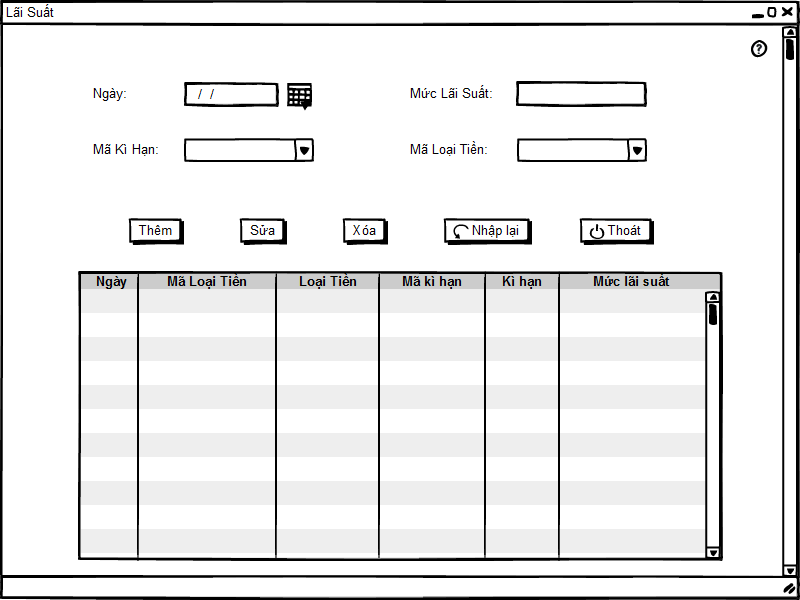 Lãi Suất
?
Ngày: / / Mức Lãi Suất:
Mã Kì Hạn: Mã Loại Tiền:
Thêm Sửa Xóa Nhập lại Thoát
Ngày Mã Loại Tiền Loại Tiền Mã kì hạn Kì hạn Mức lãi suất